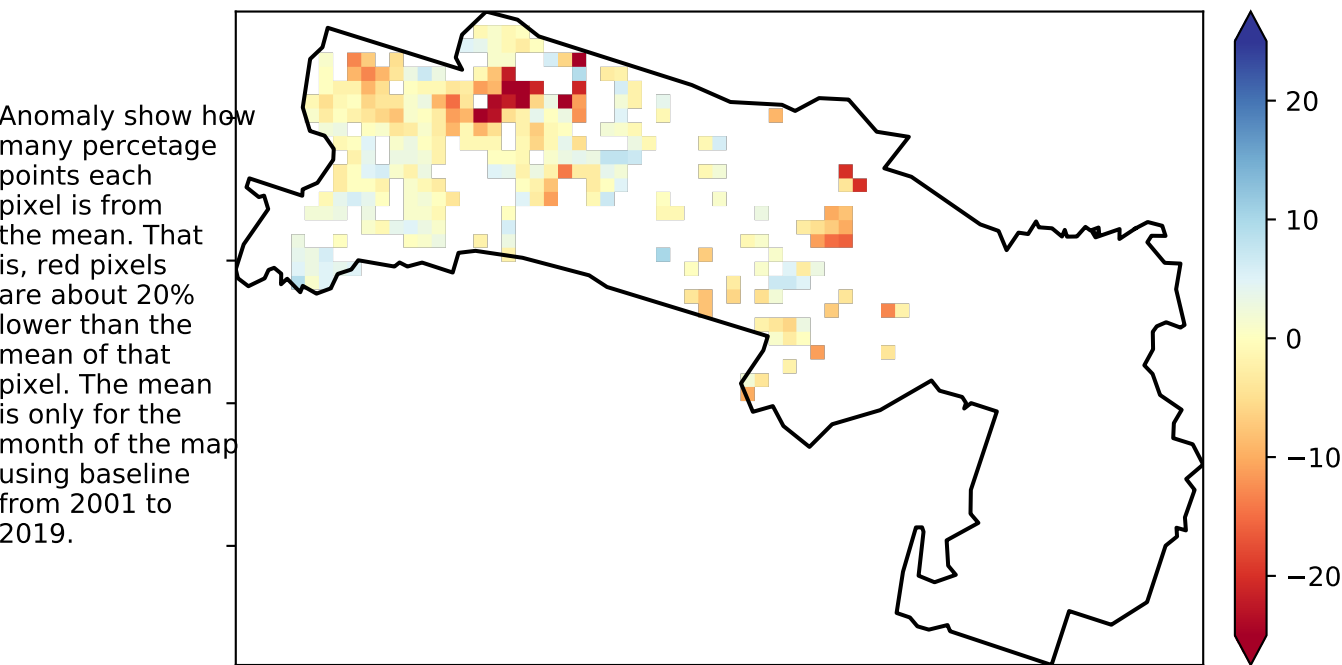 Anomaly show how
many percetage
points each
pixel is from
the mean. That
is, red pixels
are about 20%
lower than the
mean of that
pixel. The mean
is only for the
month of the map
using baseline
from 2001 to
2019.
20
10
0
−10
−20